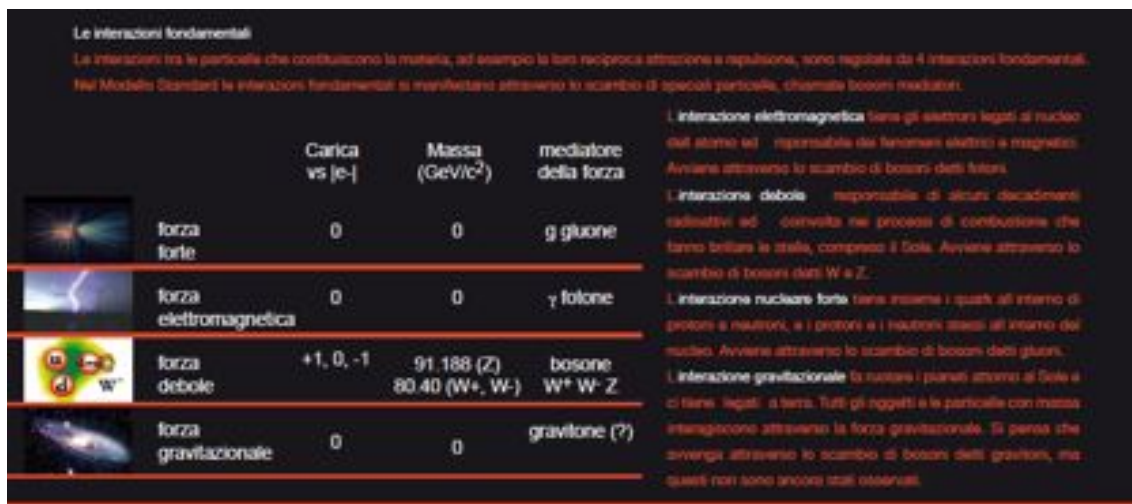 Le interazioni fondamentali
Le interazioni tra le particelle che costituiscono la materia, ad esempio la loro reciproca attrazione e repulsione, sono regolate da 4 interazioni fondamentali.
Nel Modello Standard le interazioni fondamentali si manifestano attraverso lo scambio di speciali particelle, chiamate bosoni mediatori.
Carica vs |e-|
Massa (GeV/c²)
mediatore della forza
forza forte 0 0 g gluone
forza elettromagnetica 0 0 γ fotone
forza debole +1, 0, -1 91.188 (Z) 80.40 (W+, W-) bosone W⁺ W⁻ Z
W⁻
forza gravitazionale 0 0 gravitone (?)
L interazione elettromagnetica tiene gli elettroni legati al nucleo
dell atomo ed responsabile dei fenomeni elettrici e magnetici.
Avviene attraverso lo scambio di bosoni detti fotoni.
L interazione debole responsabile di alcuni decadimenti
radioattivi ed coinvolta nei processi di combustione che
fanno brillare le stelle, compreso il Sole. Avviene attraverso lo
scambio di bosoni detti W e Z.
L interazione nucleare forte tiene insieme i quark all interno di
protoni e neutroni, e i protoni e i neutroni stessi all interno del
nucleo. Avviene attraverso lo scambio di bosoni detti gluoni.
L interazione gravitazionale fa ruotare i pianeti attorno al Sole e
ci tiene legati a terra. Tutti gli oggetti e le particelle con massa
interagiscono attraverso la forza gravitazionale. Si pensa che
avvenga attraverso lo scambio di bosoni detti gravitoni, ma
questi non sono ancora stati osservati.